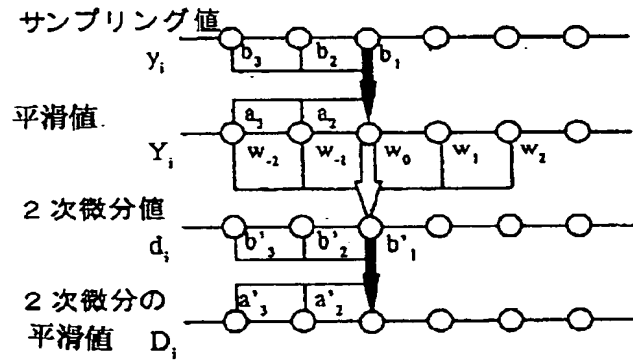 サンプリング値
y_i b_3 b_2 b_1
平滑値 a_3 a_2
Y_i w_-2 w_-1 w_0 w_1 w_2
2次微分値
d_i b'_3 b'_2 b'_1
2次微分の a'_3 a'_2
平滑値 D_i